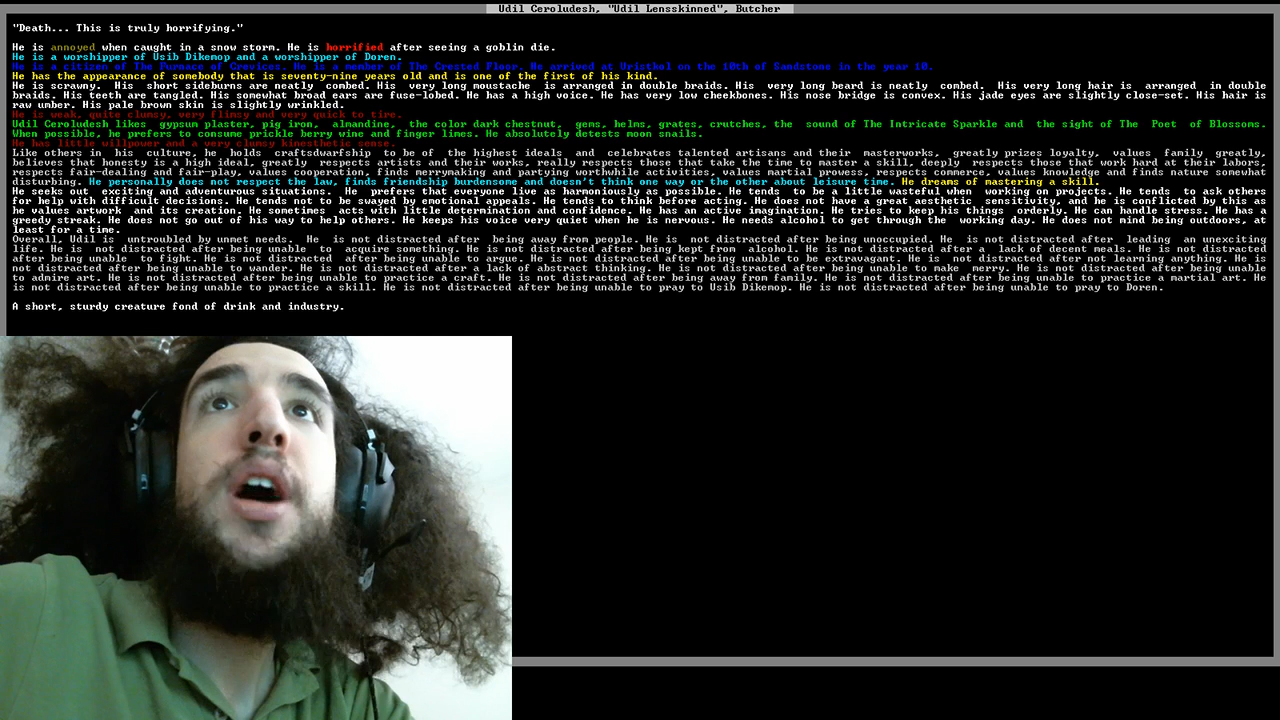 Udil Ceroludesh, "Udil Lensskinned", Butcher
"Death... This is truly horrifying."
He is annoyed when caught in a snow storm. He is horrified after seeing a goblin die.
He is a worshipper of Usib Dikemop and a worshipper of Doren.
He is a citizen of The Furnace of Crevices. He is a member of The Crested Floor. He arrived at Uristhol on the 10th of Sandstone in the year 10.
He has the appearance of somebody that is seventy-nine years old and is one of the first of his kind.
He is scrawny. His short sideburns are neatly combed. His very long moustache is arranged in double braids. His very long beard is neatly combed. His very long hair is arranged in double
braids. His teeth are tangled. His somewhat broad ears are fuse-lobed. He has a high voice. He has very low cheekbones. His nose bridge is convex. His jade eyes are slightly close-set. His hair is
raw umber. His pale brown skin is slightly wrinkled.
He is weak, quite clumsy, very flimsy and very quick to tire.
Udil Ceroludesh likes gypsum plaster, pig iron, almandine, the color dark chestnut, gems, helms, grates, crutches, the sound of The Intricate Sparkle and the sight of The Poet of Blossoms.
When possible, he prefers to consume prickle berry wine and finger limes. He absolutely detests moon snails.
He has little willpower and a very clumsy kinesthetic sense.
Like others in his culture, he holds craftsdwarfship to be of the highest ideals and celebrates talented artisans and their masterworks, greatly prizes loyalty, values family greatly,
believes that honesty is a high ideal, greatly respects artists and their works, really respects those that take the time to master a skill, deeply respects those that work hard at their labors,
respects fair-dealing and fair-play, values cooperation, finds merrymaking and partying worthwhile activities, values martial prowess, respects commerce, values knowledge and finds nature somewhat
disturbing. He personally does not respect the law, finds friendship burdensome and doesn't think one way or the other about leisure time. He dreams of mastering a skill.
He seeks out exciting and adventurous situations. He prefers that everyone live as harmoniously as possible. He tends to be a little wasteful when working on projects. He tends to ask others
for help with difficult decisions. He tends not to be swayed by emotional appeals. He tends to think before acting. He does not have a great aesthetic sensitivity, and he is conflicted by this as
he values artwork and its creation. He sometimes acts with little determination and confidence. He has an active imagination. He tries to keep his things orderly. He can handle stress. He has a
greedy streak. He does not go out of his way to help others. He keeps his voice very quiet when he is nervous. He needs alcohol to get through the working day. He does not mind being outdoors, at
least for a time.
Overall, Udil is untroubled by unmet needs. He is not distracted after being away from people. He is not distracted after being unoccupied. He is not distracted after leading an unexciting
life. He is not distracted after being unable to acquire something. He is not distracted after being kept from alcohol. He is not distracted after a lack of decent meals. He is not distracted
after being unable to fight. He is not distracted after being unable to argue. He is not distracted after being unable to be extravagant. He is not distracted after not learning anything. He is
not distracted after being unable to wander. He is not distracted after a lack of abstract thinking. He is not distracted after being unable to make merry. He is not distracted after being unable
to admire art. He is not distracted after being unable to practice a craft. He is not distracted after being away from family. He is not distracted after being unable to practice a martial art. He
is not distracted after being unable to practice a skill. He is not distracted after being unable to pray to Usib Dikemop. He is not distracted after being unable to pray to Doren.
A short, sturdy creature fond of drink and industry.